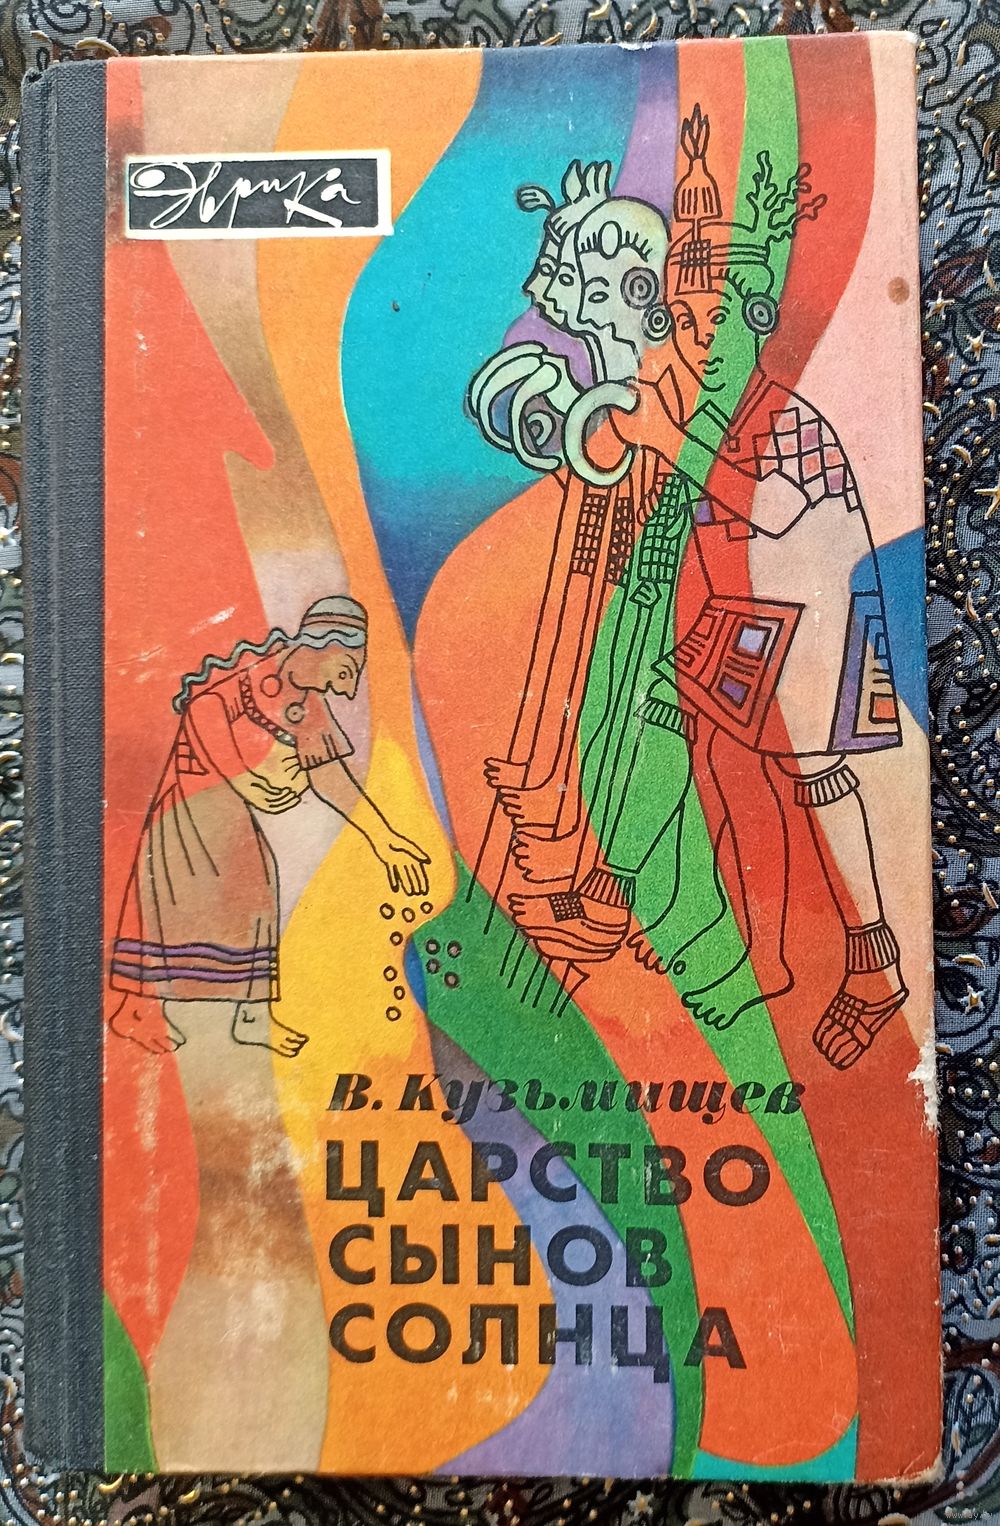 Эврика
В. Кузьмищев
ЦАРСТВО
СЫНОВ
СОЛНЦА